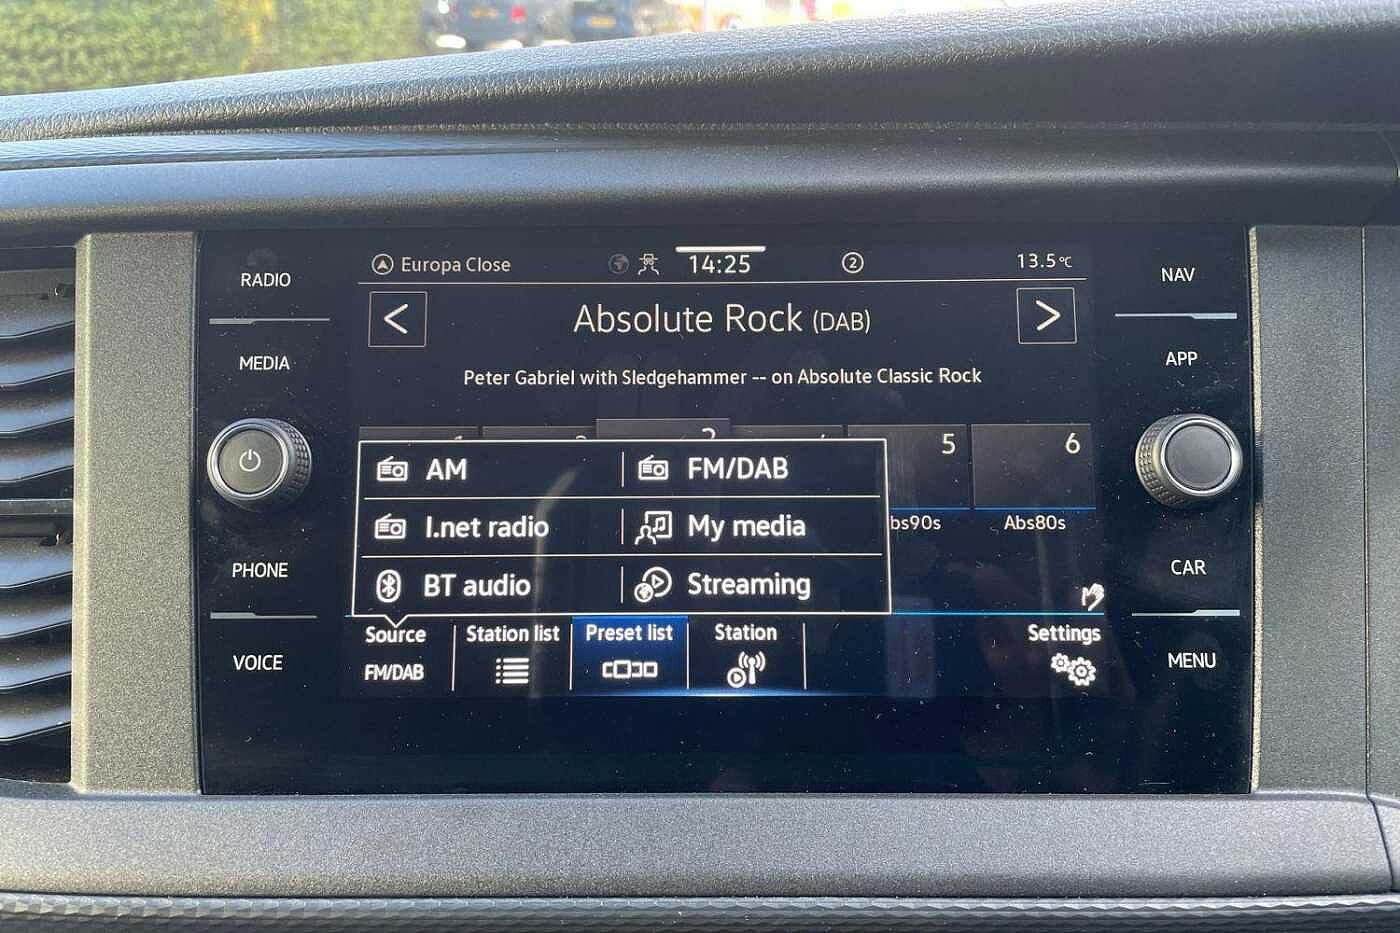 RADIO
MEDIA
PHONE
VOICE
Europa Close
14:25
2
13.5°C
Absolute Rock (DAB)
Peter Gabriel with Sledgehammer -- on Absolute Classic Rock
5
6
bs90s
Abs80s
AM
FM/DAB
I.net radio
My media
BT audio
Streaming
Source
FM/DAB
Station list
Preset list
Station
Settings
NAV
APP
CAR
MENU